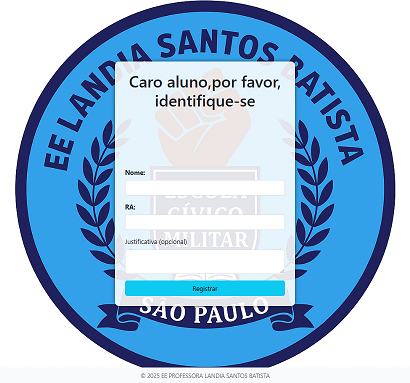 EE LANDIA SANTOS BATISTA
Caro aluno,por favor,
identifique-se
Nome:
ESCOLA
RA:
CÍVICO
MILITAR
Justificativa (opcional)
Registrar
SÃO PAULO
© 2025 EE PROFESSORA LANDIA SANTOS BATISTA